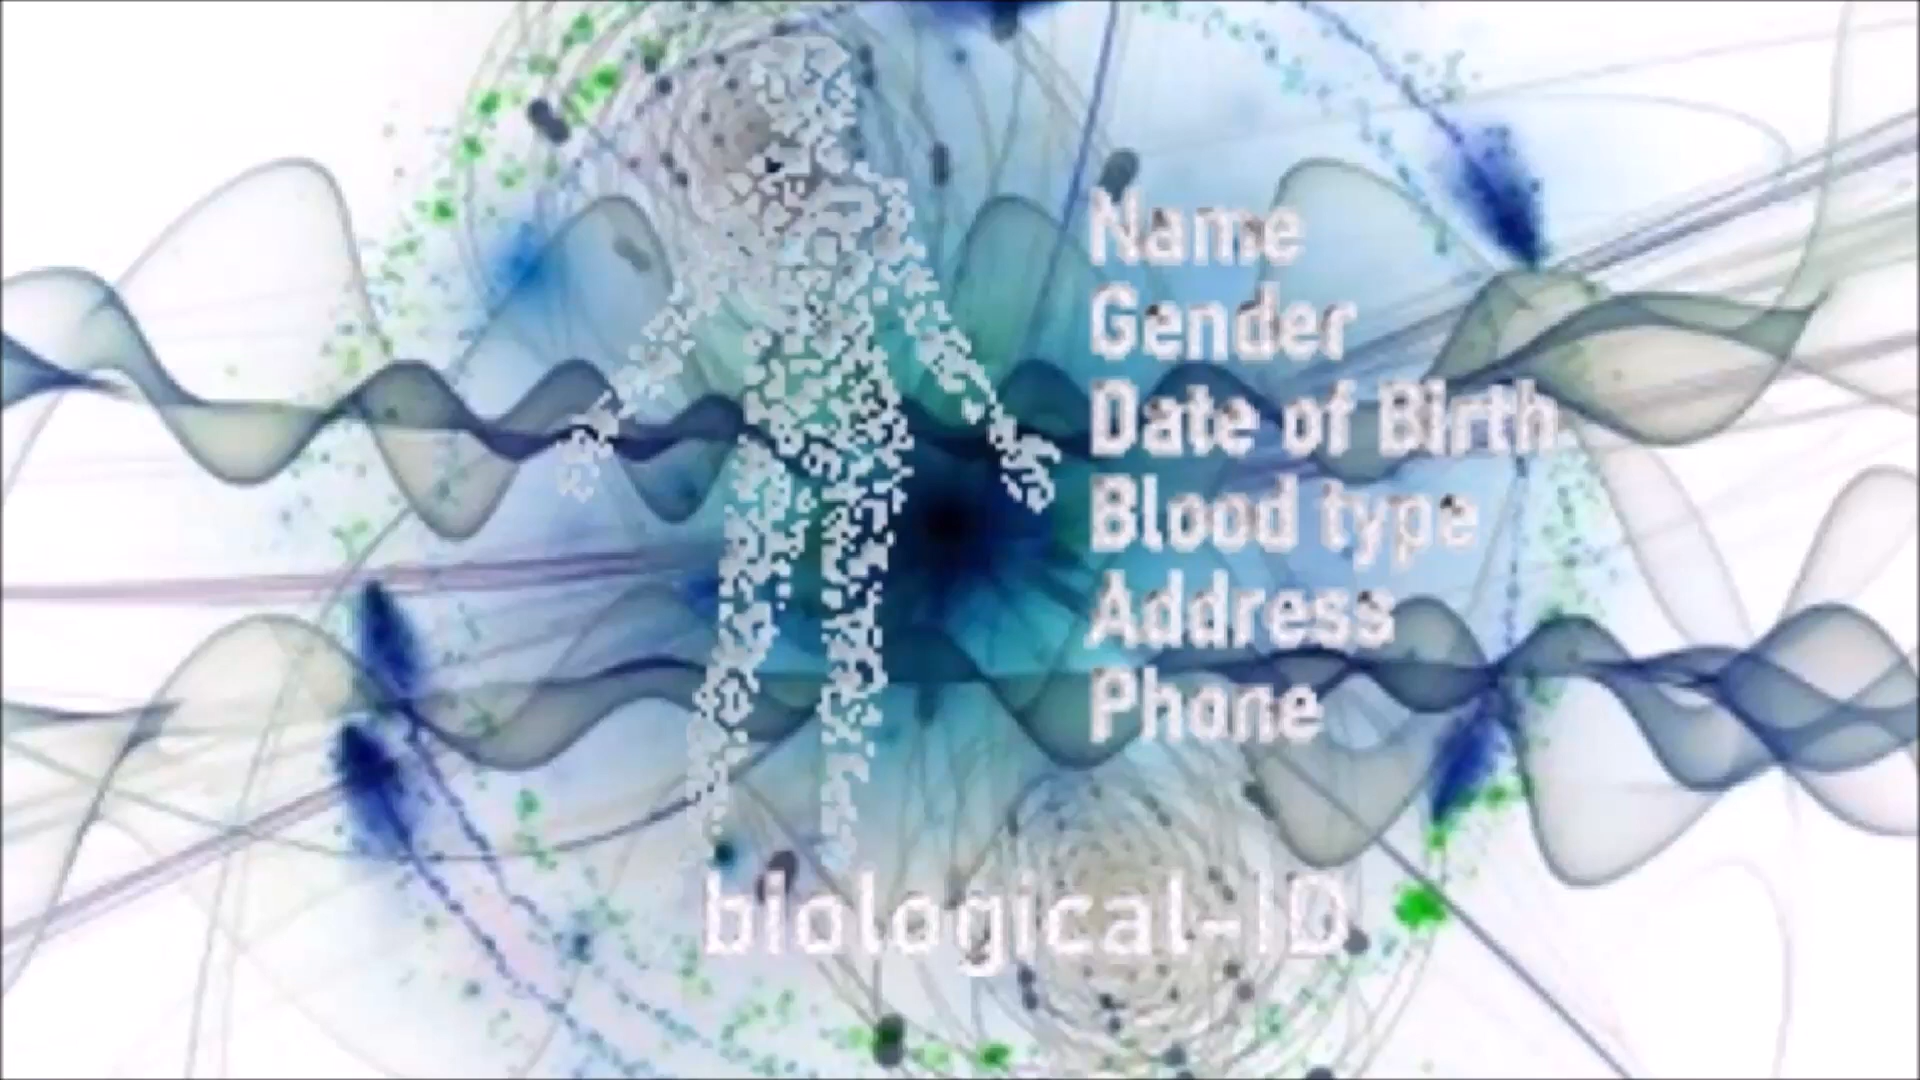 Name
Gender
Date of Birth
Blood type
Address
Phone
biological-ID